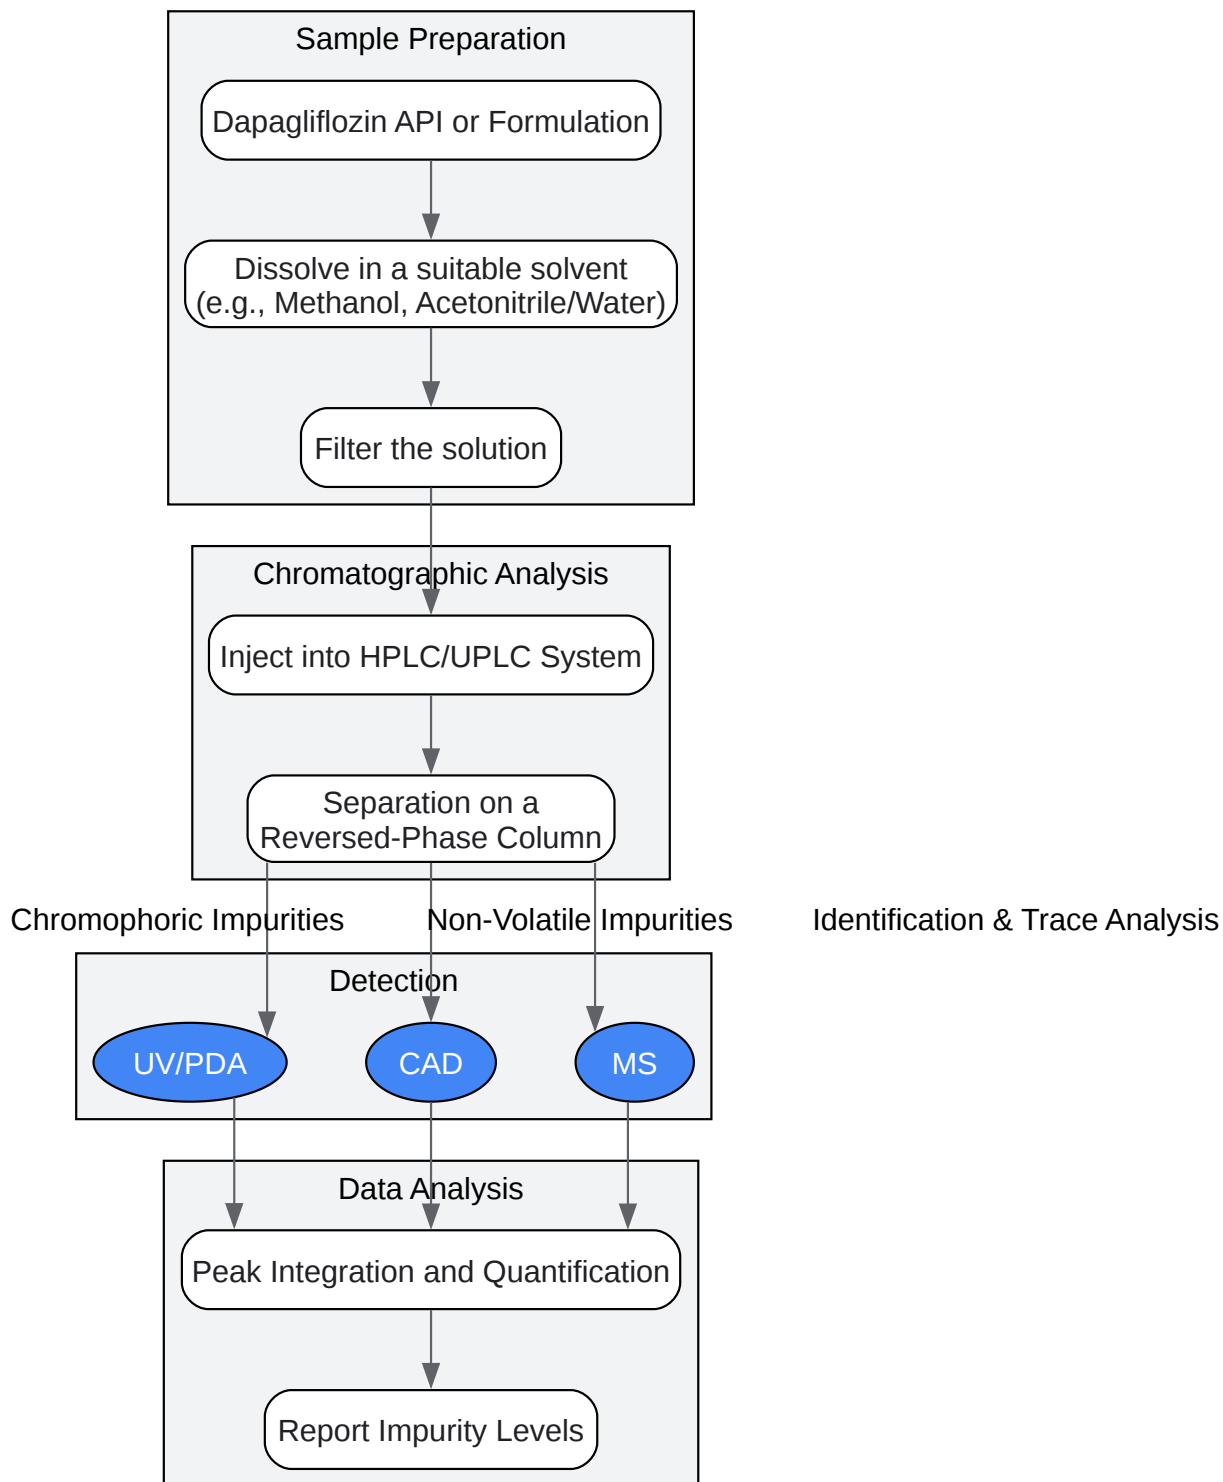 Sample Preparation
Dapagliflozin API or Formulation
Dissolve in a suitable solvent
(e.g., Methanol, Acetonitrile/Water)
Filter the solution
Chromatographic Analysis
Inject into HPLC/UPLC System
Separation on a
Reversed-Phase Column
Chromophoric Impurities
Non-Volatile Impurities
Identification & Trace Analysis
Detection
UV/PDA
CAD
MS
Data Analysis
Peak Integration and Quantification
Report Impurity Levels